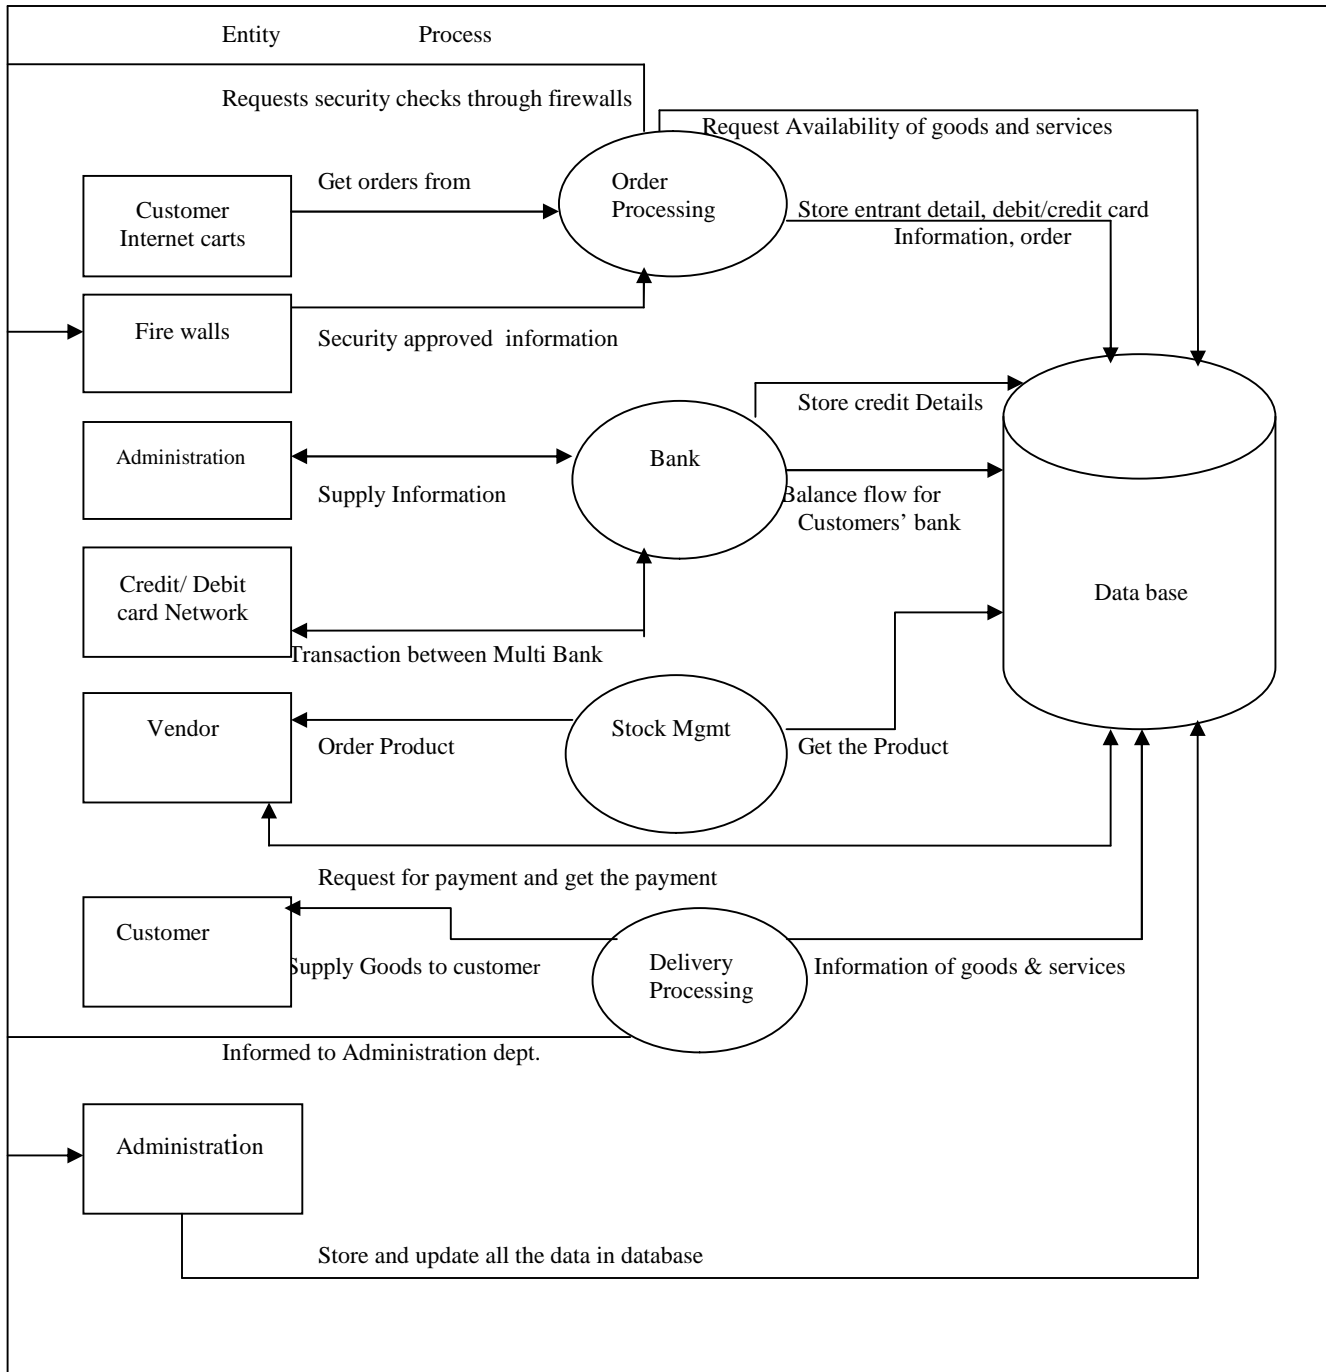 Entity Process
Requests security checks through firewalls
Request Availability of goods and services
Get orders from
Order
Processing
Customer
Internet carts
Store entrant detail, debit/credit card
Information, order
Fire walls
Security approved information
Store credit Details
Administration
Bank
Supply Information
Balance flow for
Customers’ bank
Credit/ Debit
card Network
Data base
Transaction between Multi Bank
Vendor
Stock Mgmt
Order Product
Get the Product
Request for payment and get the payment
Customer
Supply Goods to customer
Delivery
Processing
Information of goods & services
Informed to Administration dept.
Administration
Store and update all the data in database